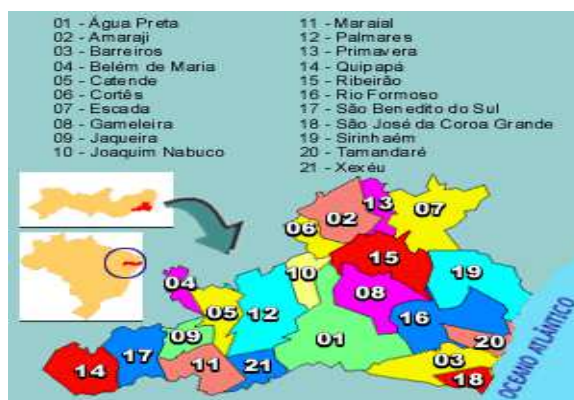 01 - Água Preta
02 - Amaraji
03 - Barreiros
04 - Belém de Maria
05 - Catende
06 - Cortês
07 - Escada
08 - Gameleira
09 - Jaqueira
10 - Joaquim Nabuco
11 - Maraial
12 - Palmares
13 - Primavera
14 - Quipapá
15 - Ribeirão
16 - Rio Formoso
17 - São Benedito do Sul
18 - São José da Coroa Grande
19 - Sirinhaém
20 - Tamandaré
21 - Xexéu
13
07
02
06
15
19
10
04
08
05
12
16
09
01
20
17
11
21
03
14
18
OCEANO ATLÂNTICO